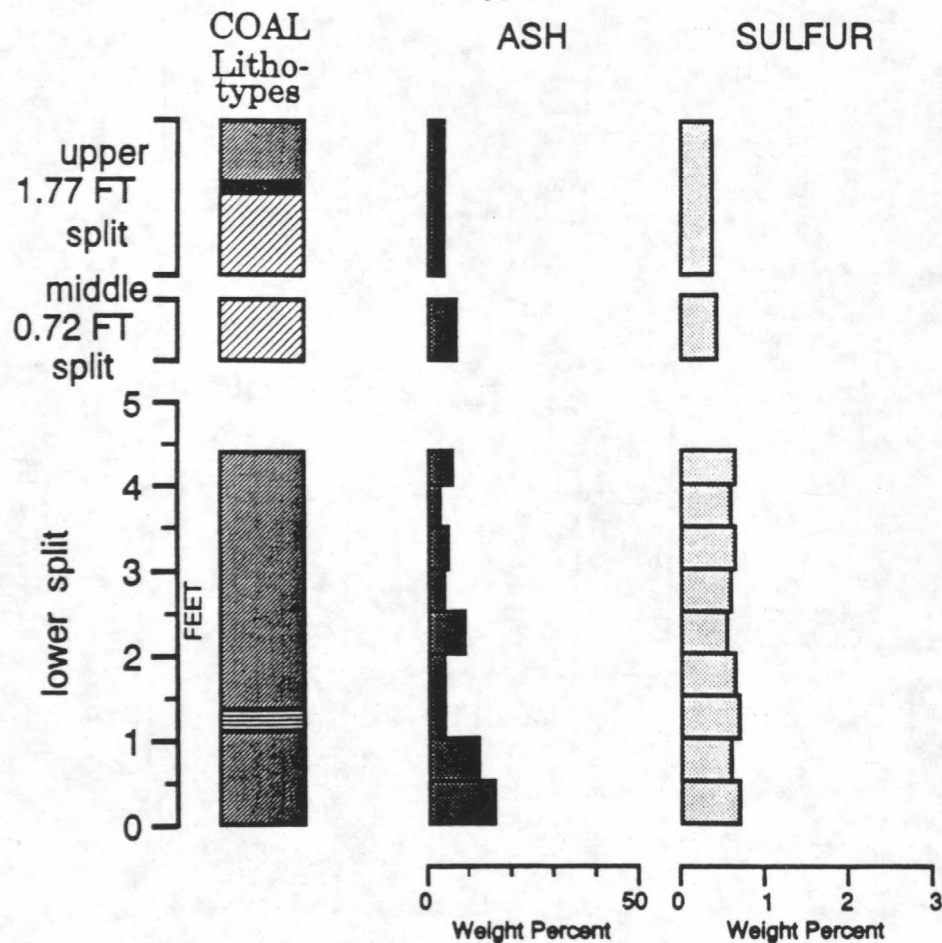 COAL
Litho-
types
ASH
SULFUR
upper
1.77 FT
split
middle
0.72 FT
split
5
4
3
2
1
0
lower split
FEET
0 50
Weight Percent
0 1 2 3
Weight Percent